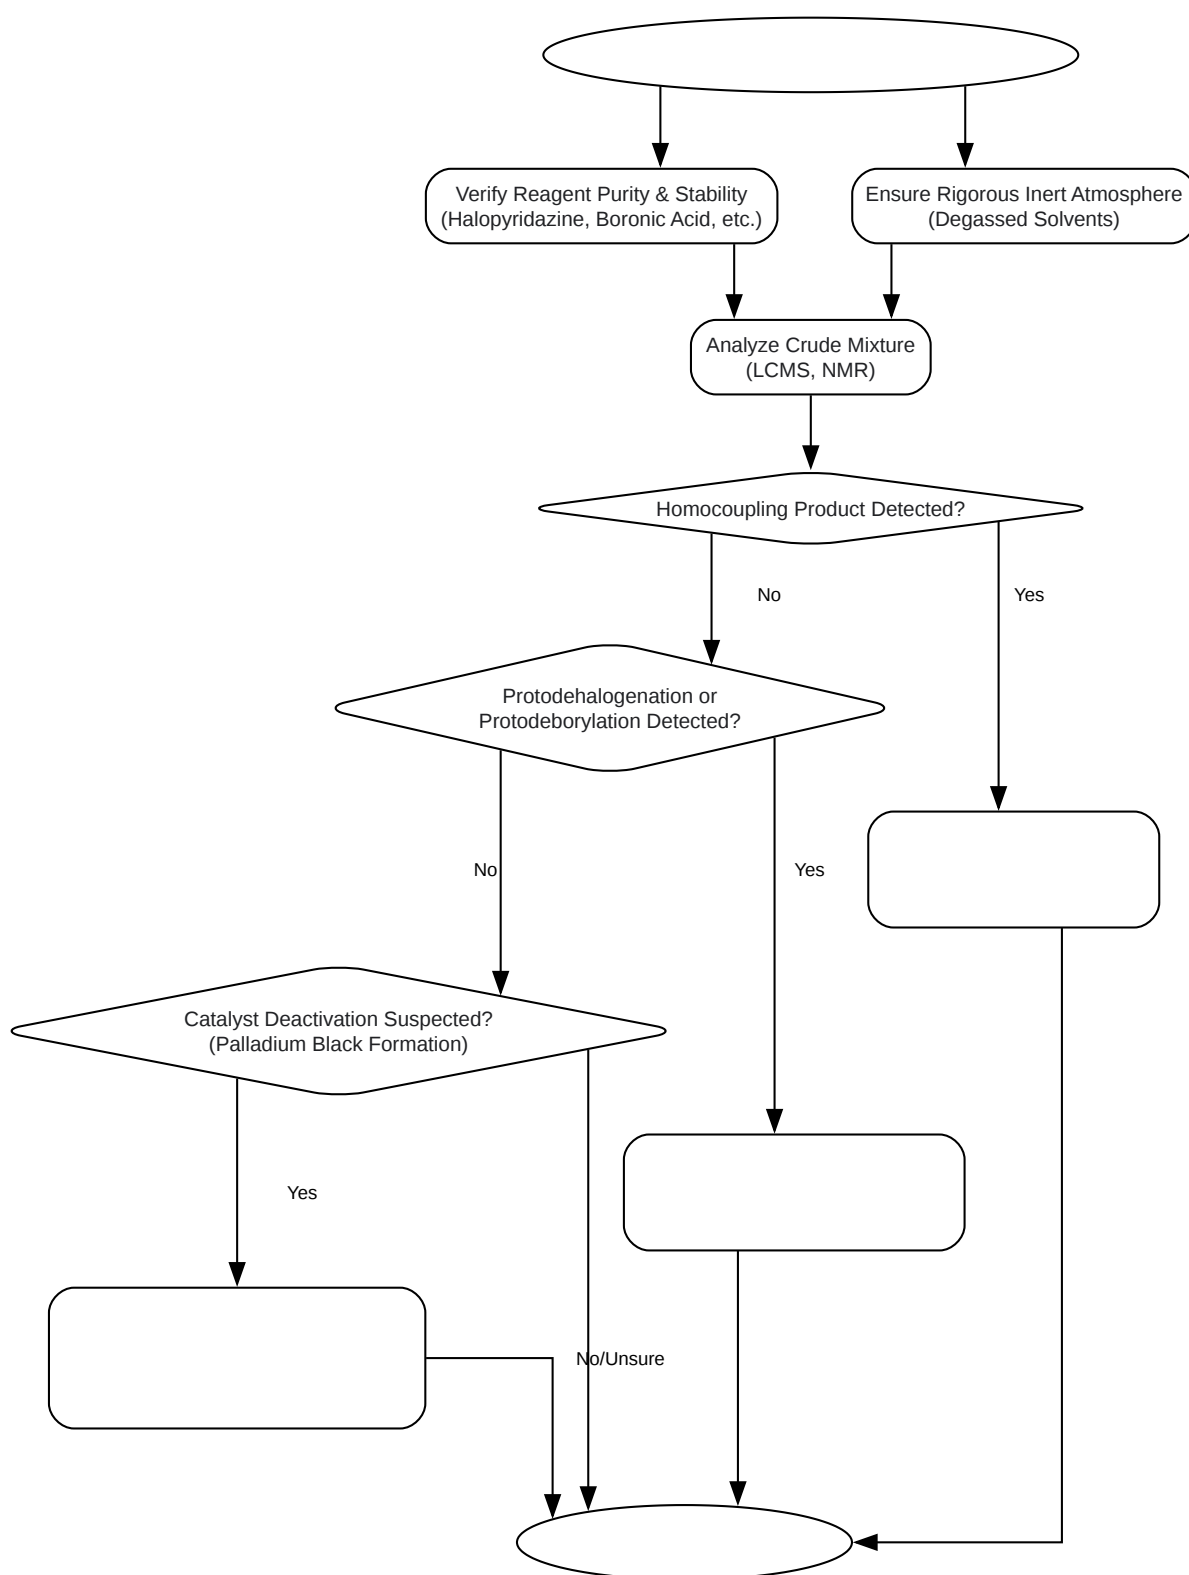 Verify Reagent Purity & Stability
(Halopyridazine, Boronic Acid, etc.)
Ensure Rigorous Inert Atmosphere
(Degassed Solvents)
Analyze Crude Mixture
(LCMS, NMR)
Homocoupling Product Detected?
No
Yes
Protodehalogenation or
Protodeborylation Detected?
No
Yes
Catalyst Deactivation Suspected?
(Palladium Black Formation)
Yes
No/Unsure